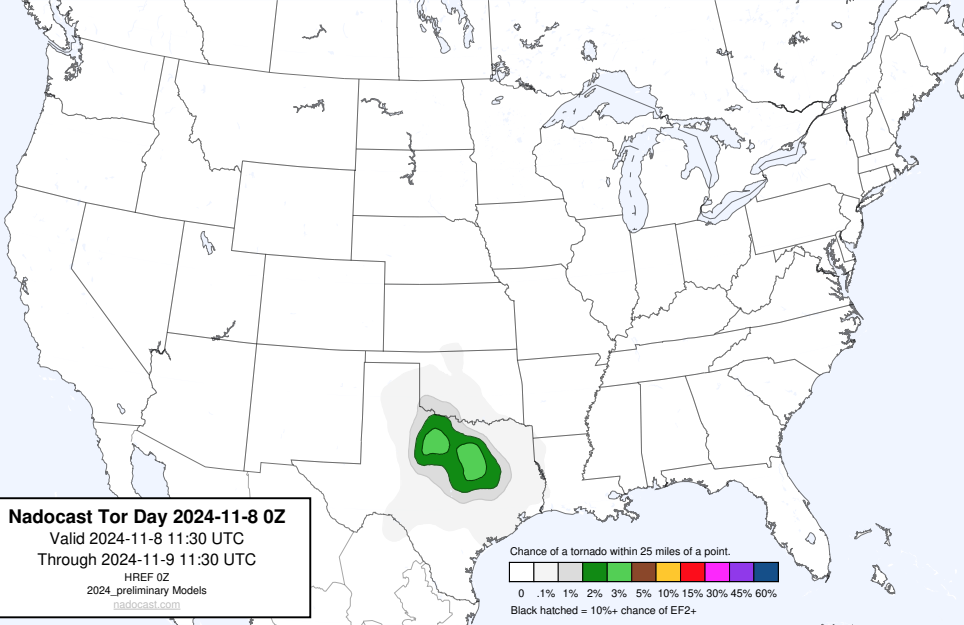 Nadocast Tor Day 2024-11-8 0Z
Valid 2024-11-8 11:30 UTC
Through 2024-11-9 11:30 UTC
HREF 0Z
2024_preliminary Models
nadocast.com
Chance of a tornado within 25 miles of a point.
0 .1% 1% 2% 3% 5% 10% 15% 30% 45% 60%
Black hatched = 10%+ chance of EF2+